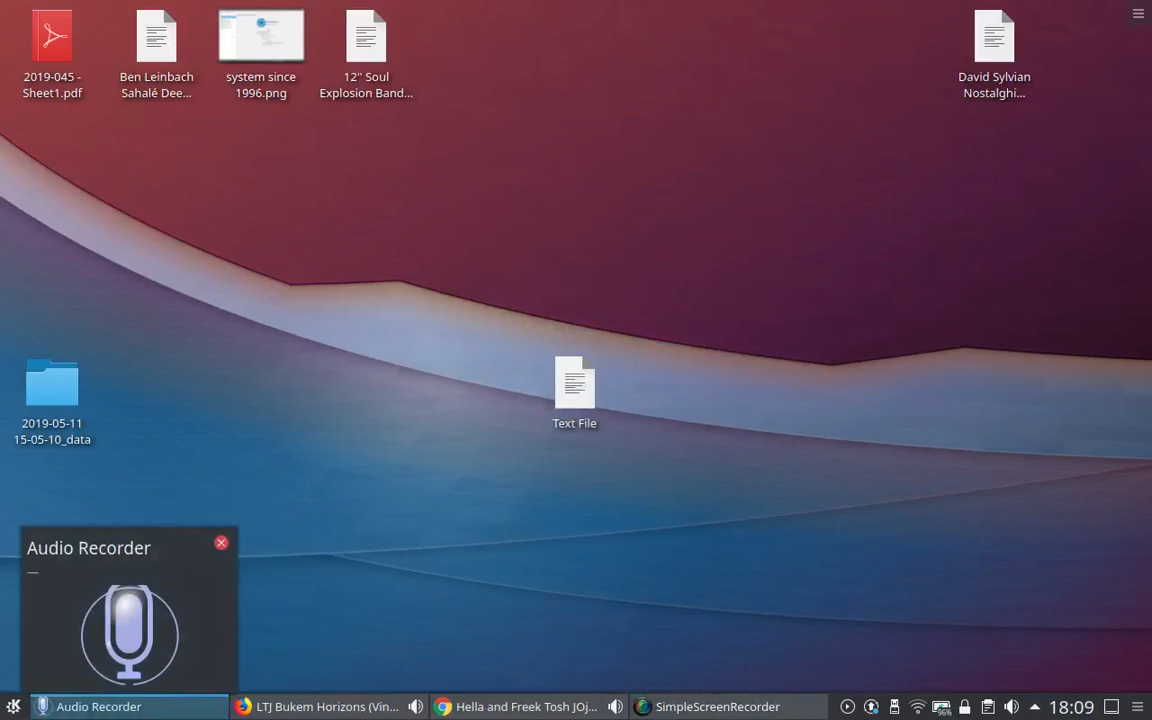 2019-045 -
Sheet1.pdf
Ben Leinbach
Sahalé Dee...
system since
1996.png
12'' Soul
Explosion Band...
David Sylvian
Nostalghi...
2019-05-11
15-05-10_data
Text File
Audio Recorder
Audio Recorder
LTJ Bukem Horizons (Vin...
Hella and Freek Tosh JOj...
SimpleScreenRecorder
96%
18:09